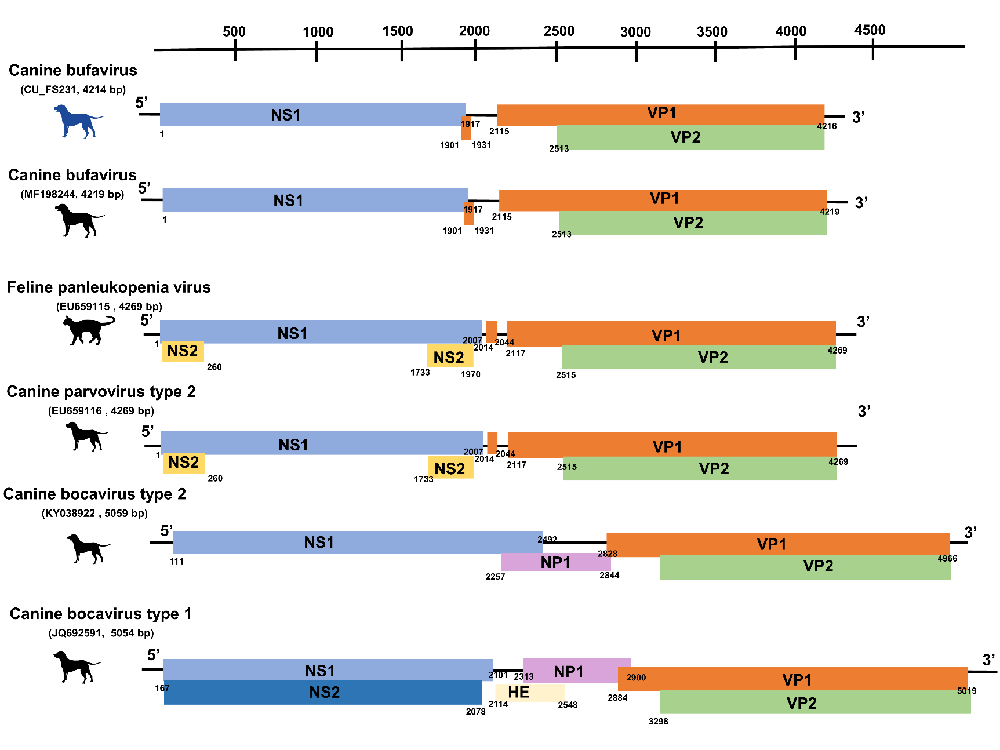 500 1000 1500 2000 2500 3000 3500 4000 4500
Canine bufavirus
(CU_FS231, 4214 bp)
5’ NS1 VP1 3’
1 1917 2115 4216
1901 1931 2513 VP2
Canine bufavirus
(MF198244, 4219 bp)
5’ NS1 VP1 3’
1 1917 2115 4219
1901 1931 2513 VP2
Feline panleukopenia virus
(EU659115 , 4269 bp)
5’ NS1 VP1 3’
1 2007 2014 2044 2117 4269
NS2 260 1733 NS2 1970 2515 VP2
Canine parvovirus type 2
(EU659116 , 4269 bp)
3’
5’ NS1 VP1
1 2007 2014 2044 2117 2515 4269
NS2 260 1733 NS2 VP2
Canine bocavirus type 2
(KY038922 , 5059 bp)
5’ NS1 2492 VP1 3’
111 2828 4966
2257 NP1 2844 VP2
Canine bocavirus type 1
(JQ692591, 5054 bp)
5’ NS1 2101 2313 NP1 2900 VP1 3’
167 NS2 HE 5019
2078 2114 2548 2884 VP2
3298